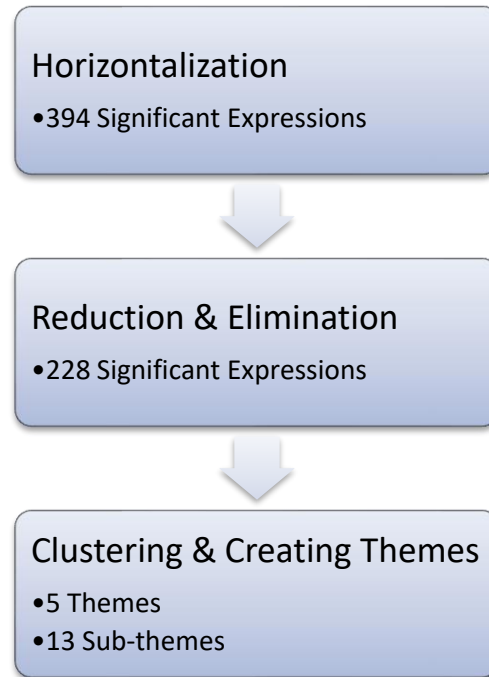 Horizontalization
•394 Significant Expressions
Reduction & Elimination
•228 Significant Expressions
Clustering & Creating Themes
•5 Themes
•13 Sub-themes